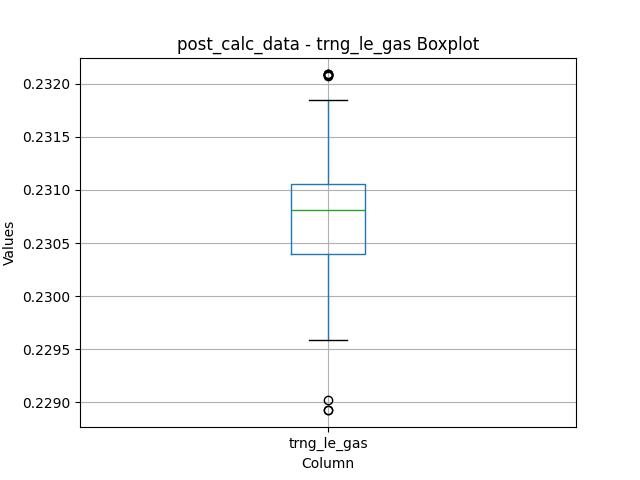 post_calc_data - trng_le_gas Boxplot
0.2320
0.2315
0.2310
0.2305
0.2300
0.2295
0.2290
Values
trng_le_gas
Column